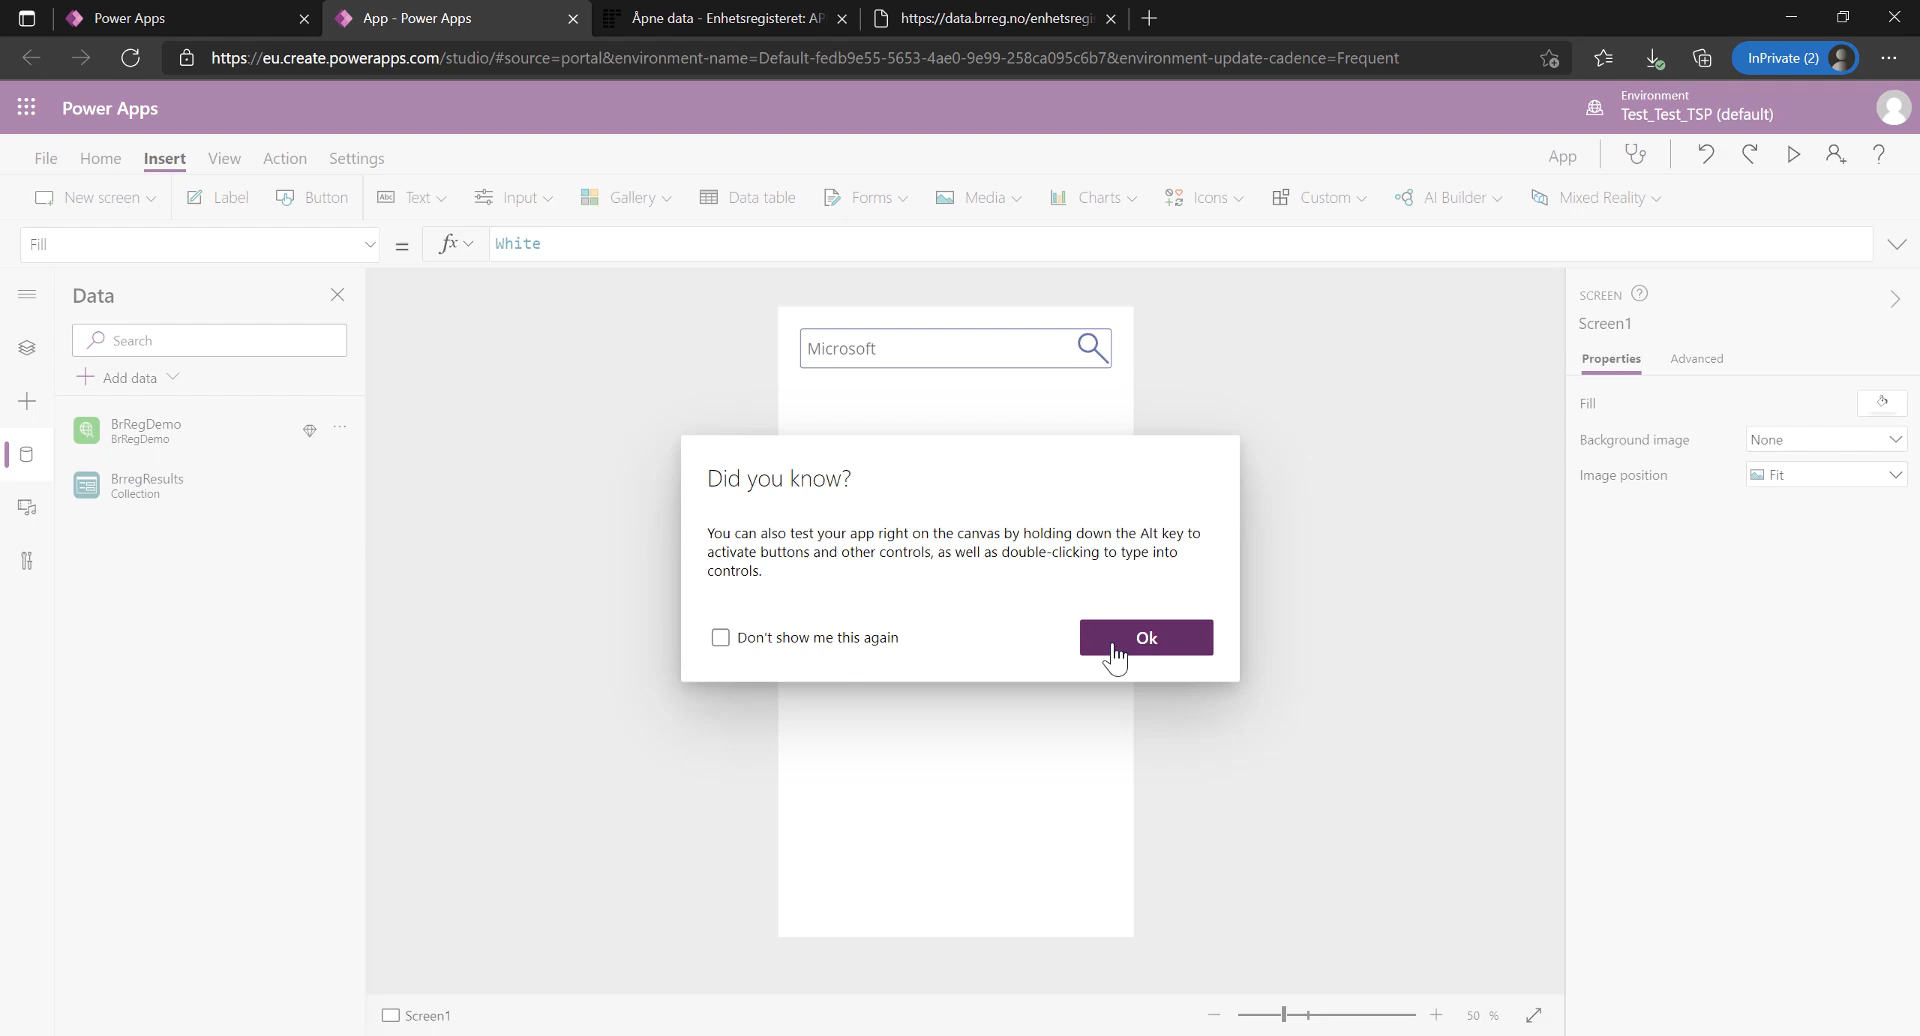 Power Apps
App - Power Apps
Åpne data - Enhetsregisteret: AP
https://data.brreg.no/enhetsregi
https://eu.create.powerapps.com/studio/#source=portal&environment-name=Default-fedb9e55-5653-4ae0-9e99-258ca095c6b7&environment-update-cadence=Frequent
InPrivate (2)
Power Apps
Environment
Test_Test_TSP (default)
File Home Insert View Action Settings
App
New screen Label Button Text Input Gallery Data table Forms Media Charts Icons Custom AI Builder Mixed Reality
Fill = fx White
Data
Search
Add data
BrRegDemo
BrRegDemo
BrregResults
Collection
Microsoft
Did you know?
You can also test your app right on the canvas by holding down the Alt key to
activate buttons and other controls, as well as double-clicking to type into
controls.
Don't show me this again
Ok
SCREEN
Screen1
Properties Advanced
Fill
Background image None
Image position Fit
Screen1
50 %